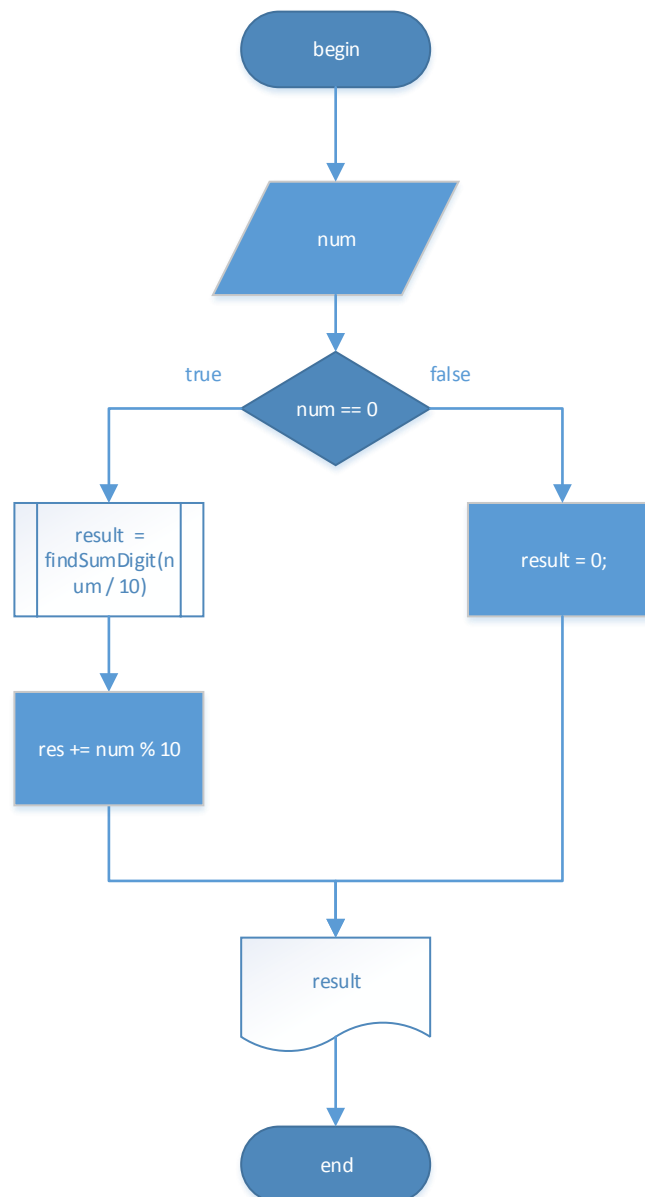 begin
num
true
false
num == 0
result =
findSumDigit(n
um / 10)
result = 0;
res += num % 10
result
end